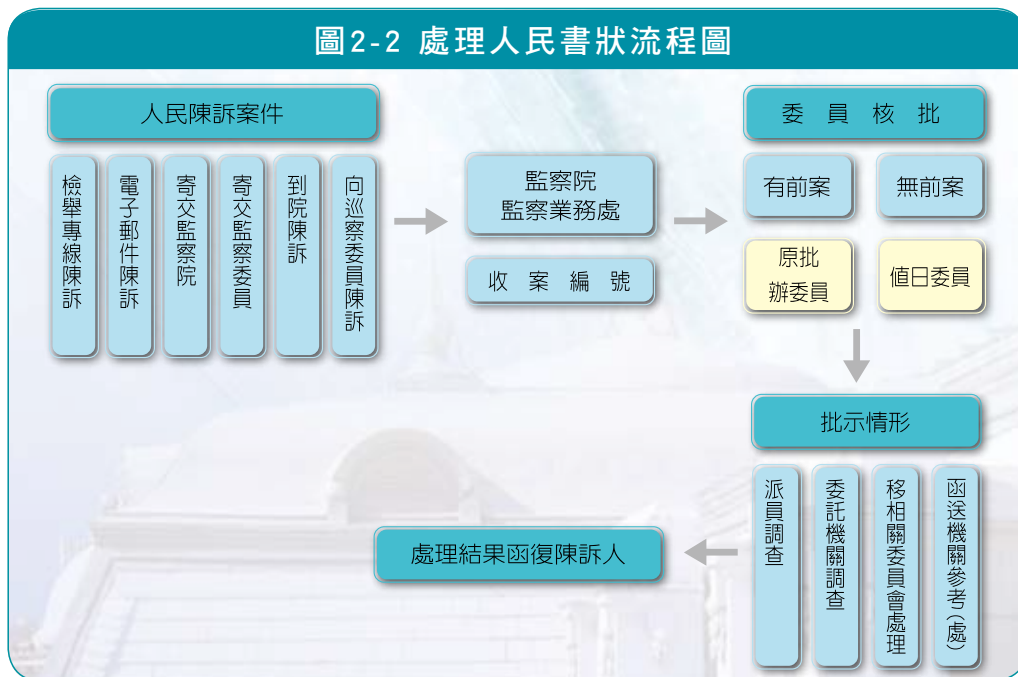 圖2-2 處理人民書狀流程圖
人民陳訴案件
檢舉專線陳訴
電子郵件陳訴
寄交監察院
寄交監察委員
到院陳訴
向巡察委員陳訴
監察院
監察業務處
收案編號
委員核批
有前案
無前案
原批
辦委員
值日委員
批示情形
派員調查
委託機關調查
移相關委員會處理
函送機關參考(處)
處理結果函復陳訴人